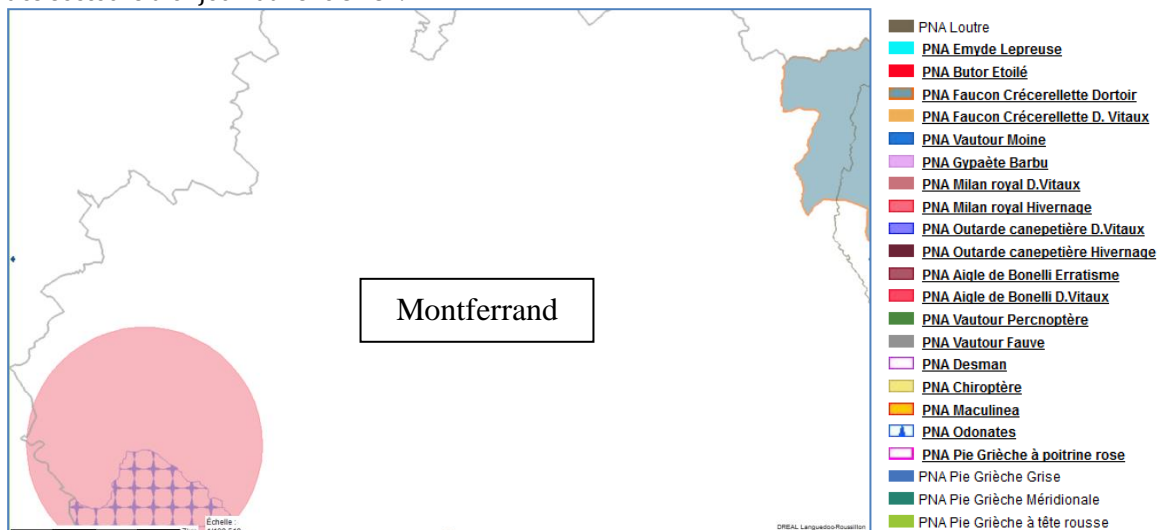 Montferrand
Échelle :
DREAL Languedoc-Roussillon
PNA Loutre
PNA Emyde Lepreuse
PNA Butor Etoilé
PNA Faucon Crécerellette Dortoir
PNA Faucon Crécerellette D. Vitaux
PNA Vautour Moine
PNA Gypaète Barbu
PNA Milan royal D.Vitaux
PNA Milan royal Hivernage
PNA Outarde canepetière D.Vitaux
PNA Outarde canepetière Hivernage
PNA Aigle de Bonelli Erratisme
PNA Aigle de Bonelli D.Vitaux
PNA Vautour Percnoptère
PNA Vautour Fauve
PNA Desman
PNA Chiroptère
PNA Maculinea
PNA Odonates
PNA Pie Grièche à poitrine rose
PNA Pie Grièche Grise
PNA Pie Grièche Méridionale
PNA Pie Grièche à tête rousse